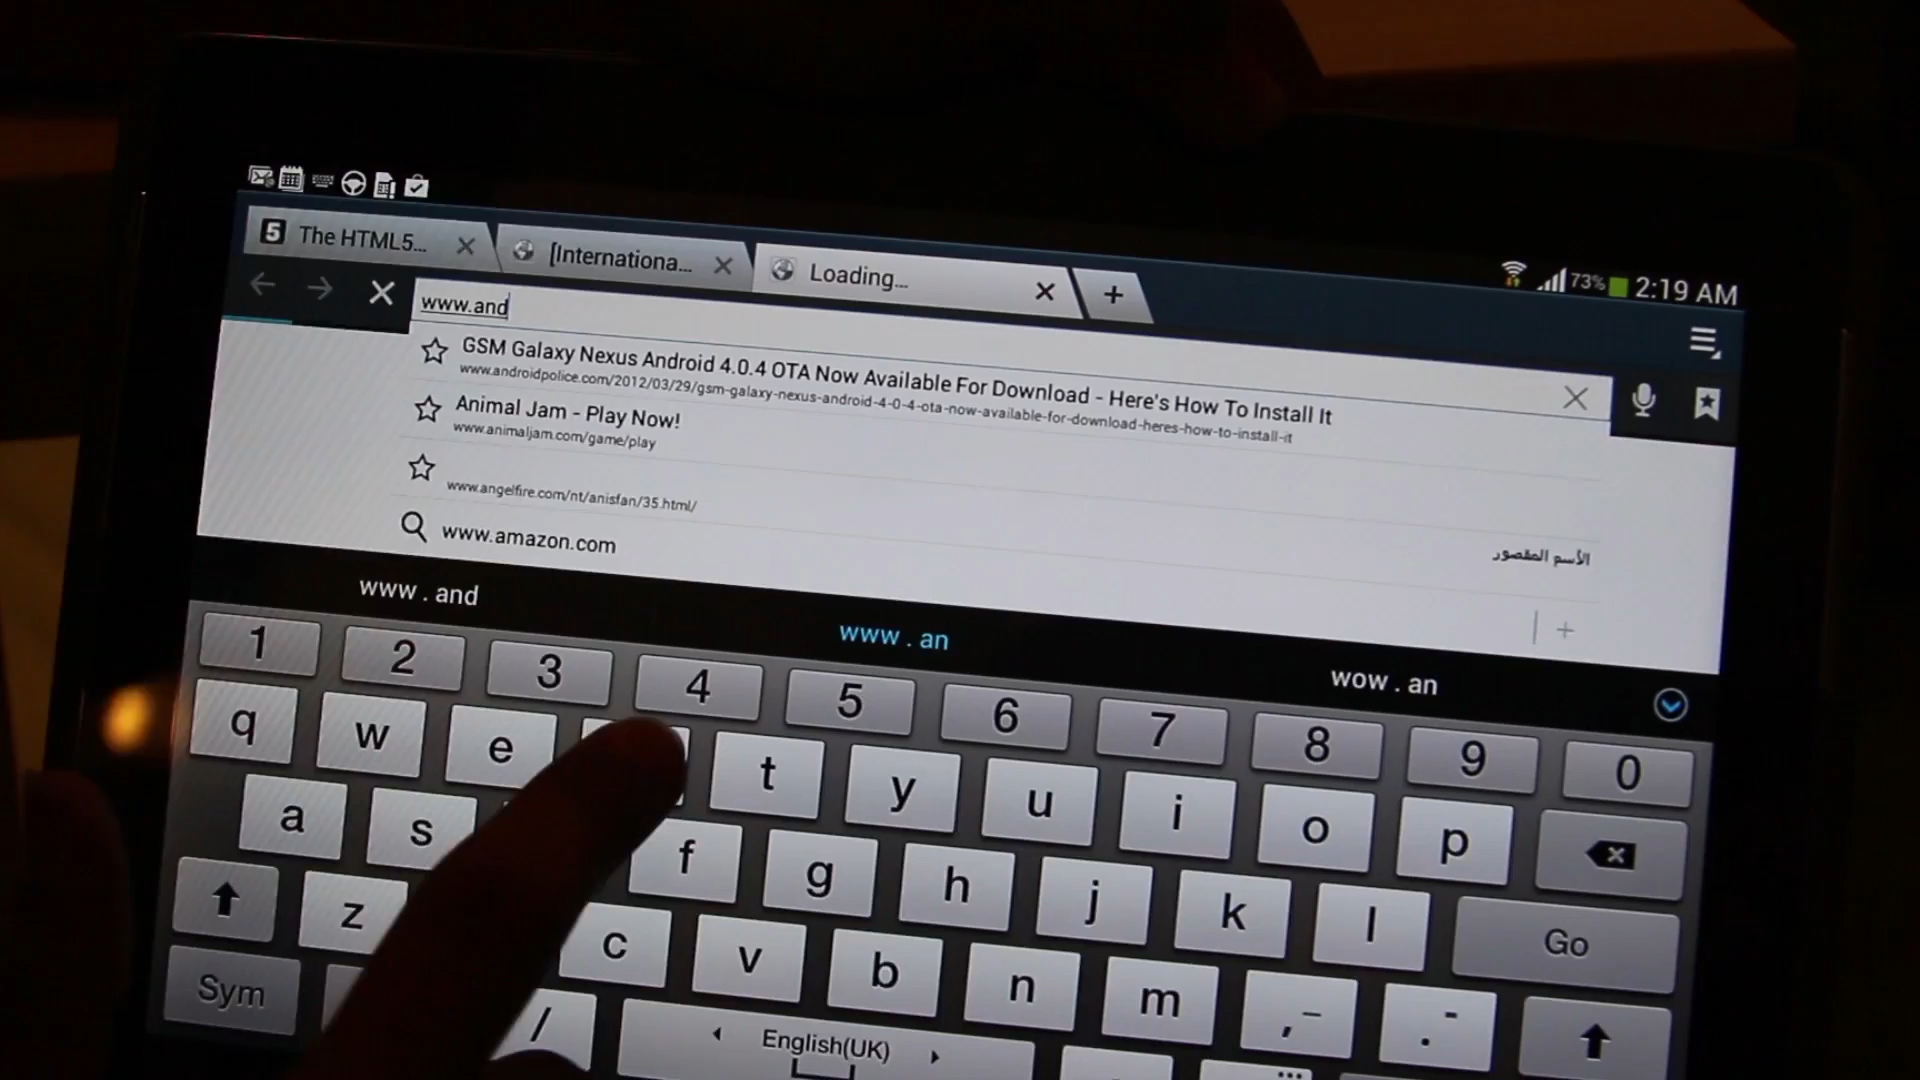 The HTML5...
[Internationa...
Loading...
73% 2:19 AM
www.and
GSM Galaxy Nexus Android 4.0.4 OTA Now Available For Download - Here's How To Install It
www.androidpolice.com/2012/03/29/gsm-galaxy-nexus-android-4-0-4-ota-now-available-for-download-heres-how-to-install-it
Animal Jam - Play Now!
www.animaljam.com/game/play
الأسم المقصور
www.angelfire.com/nt/anisfan/35.html/
www.amazon.com
www . and
www . an
wow . an
1 2 3 4 5 6 7 8 9 0
q w e t y u i o p
a s f g h j k l Go
z c v b n m , - . -
Sym / English(UK)